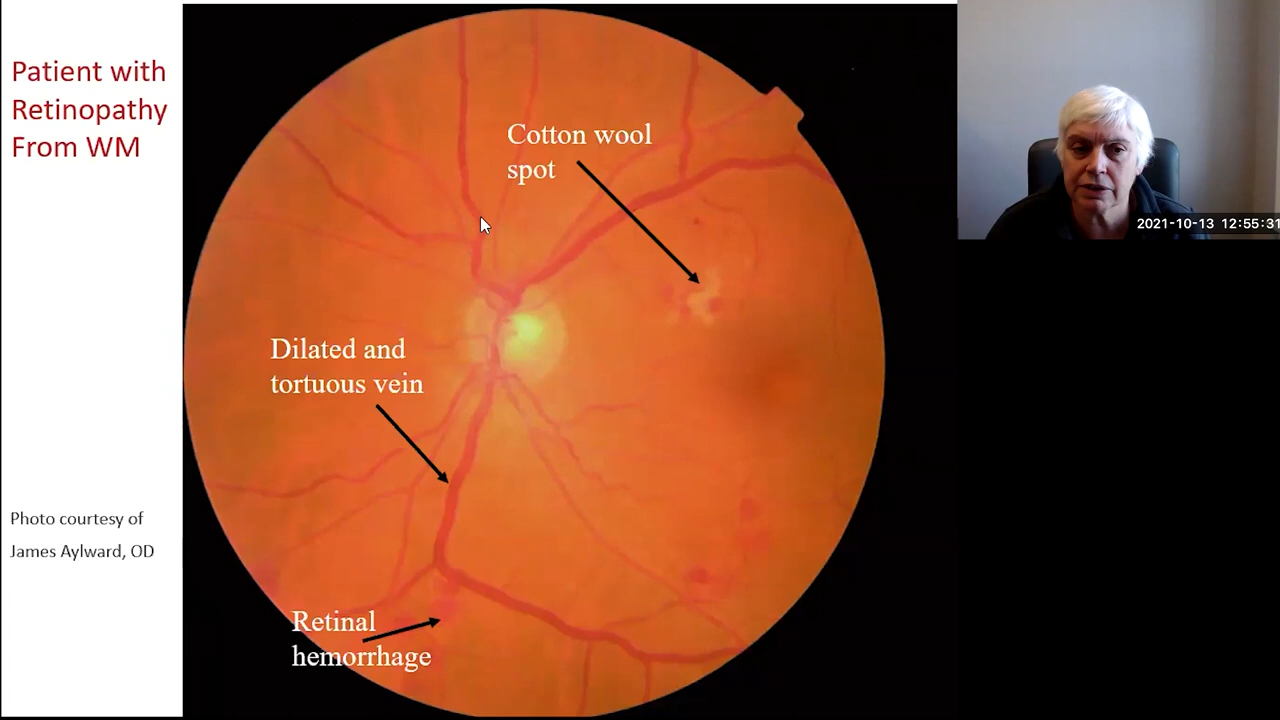 Patient with
Retinopathy
From WM
Cotton wool
spot
Dilated and
tortuous vein
Retinal
hemorrhage
Photo courtesy of
James Aylward, OD
2021-10-13 12:55:31